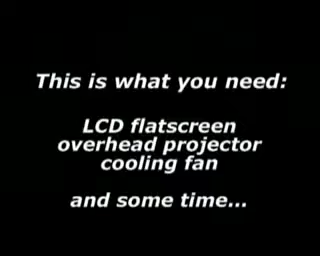 This is what you need:
LCD flatscreen
overhead projector
cooling fan
and some time...